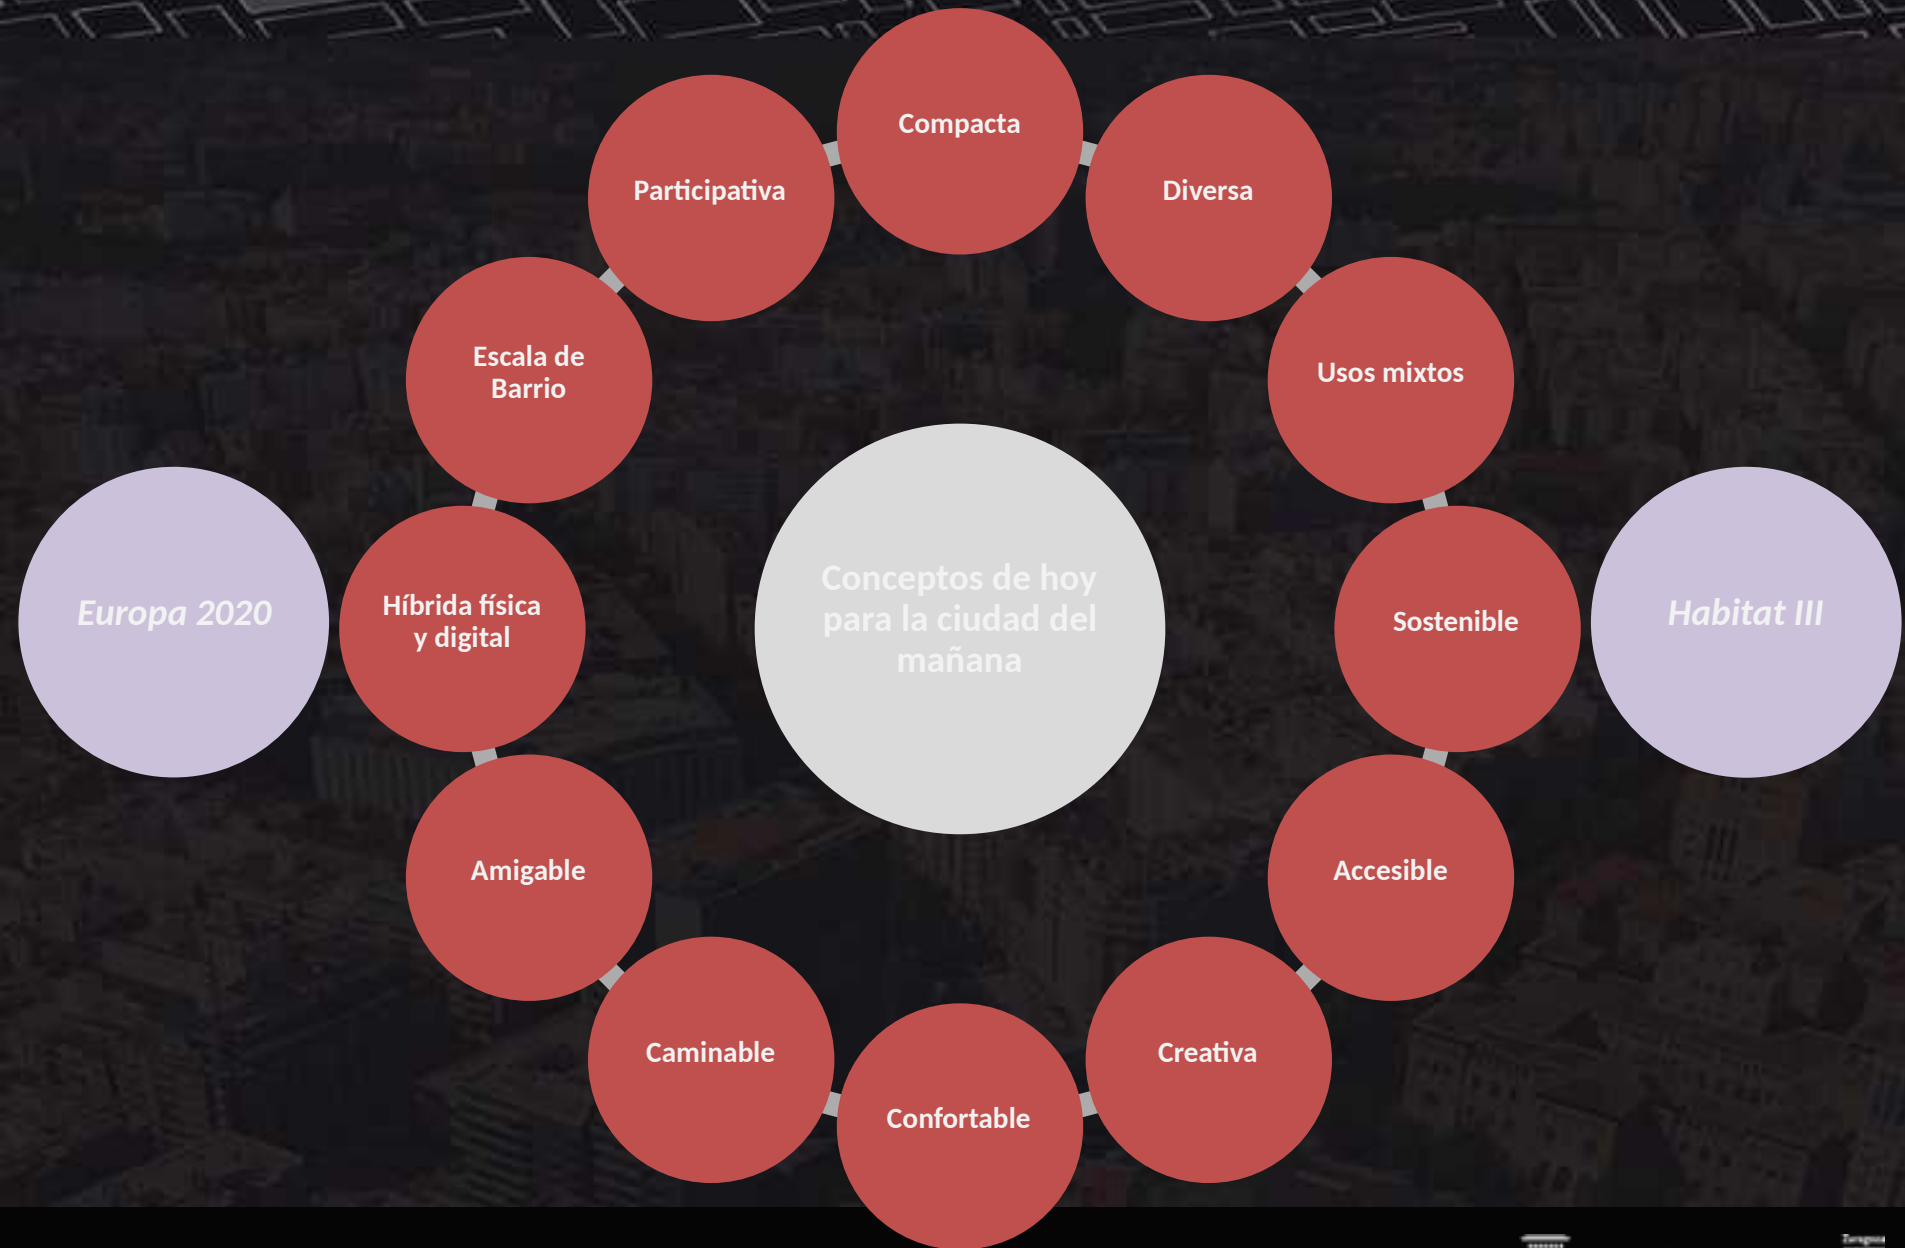 Compacta
Participativa
Diversa
Escala de
Barrio
Usos mixtos
Europa 2020
Híbrida física
y digital
Conceptos de hoy
para la ciudad del
mañana
Sostenible
Habitat III
Amigable
Accesible
Caminable
Creativa
Confortable
Zaragoza